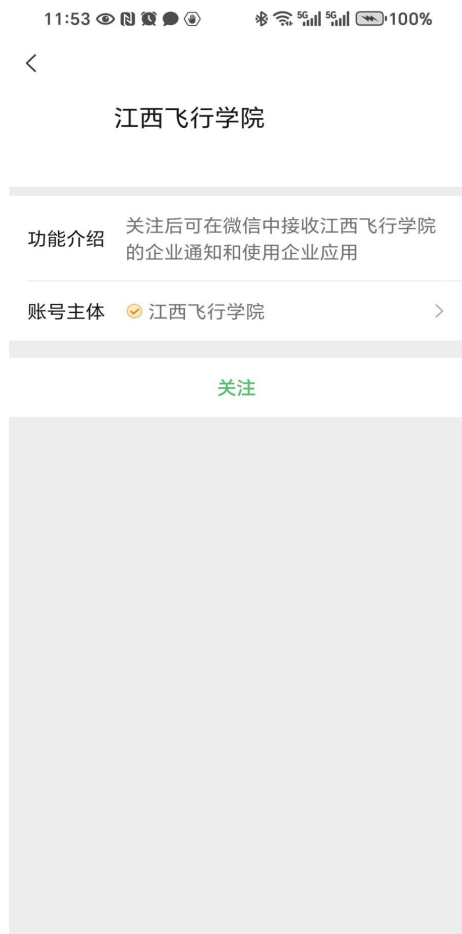 11:53
5G 5G 100%
江西飞行学院
功能介绍
关注后可在微信中接收江西飞行学院
的企业通知和使用企业应用
账号主体
江西飞行学院
关注